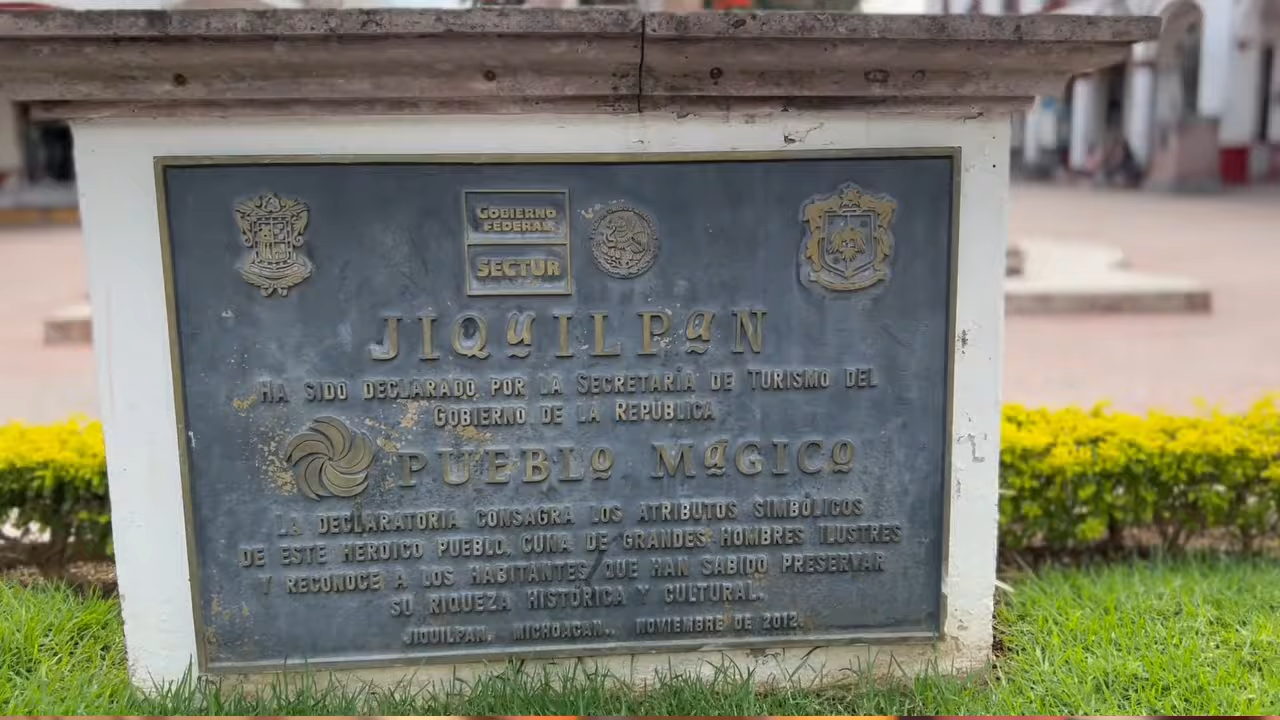 GOBIERNO
FEDERAL
SECTUR
JIQUILPAN
HA SIDO DECLARADO POR LA SECRETARÍA DE TURISMO DEL
GOBIERNO DE LA REPÚBLICA
PUEBLO MAGICO
LA DECLARATORIA CONSAGRA LOS ATRIBUTOS SIMBÓLICOS
DE ESTE HEROICO PUEBLO, CUNA DE GRANDES HOMBRES ILUSTRES
Y RECONOCE A LOS HABITANTES QUE HAN SABIDO PRESERVAR
SU RIQUEZA HISTÓRICA Y CULTURAL.
JIQUILPAN, MICHOACAN., NOVIEMBRE DE 2012.